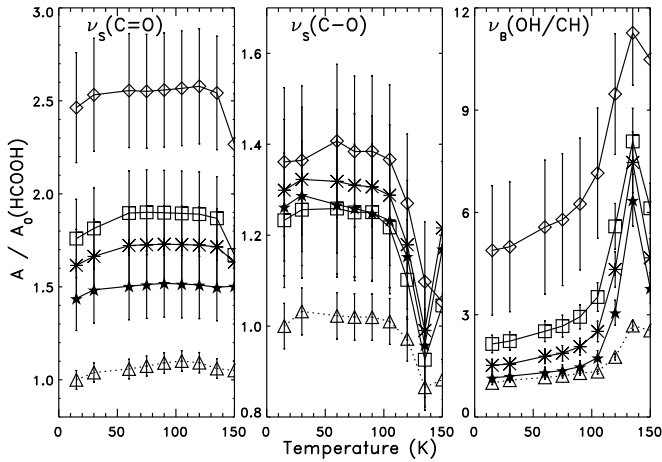 ν_S(C=O)
ν_S(C−O)
ν_B(OH/CH)
A / A_0(HCOOH)
3.0
2.5
2.0
1.5
1.0
1.6
1.4
1.2
1.0
0.8
12
9
6
3
0
0 50 100 150
0 50 100 150
0 50 100 150
Temperature (K)